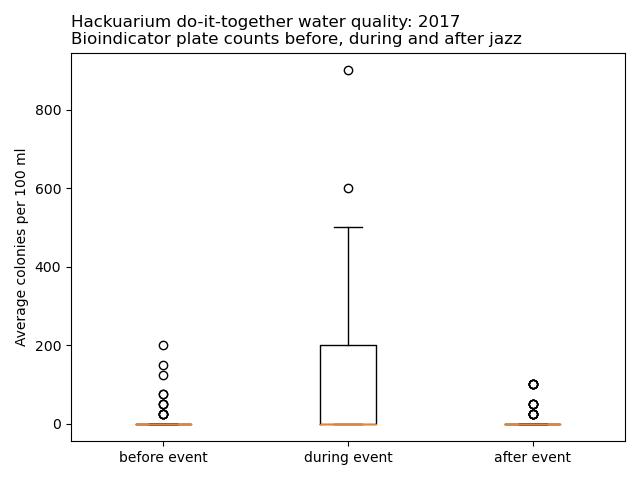 Hackuarium do-it-together water quality: 2017
Bioindicator plate counts before, during and after jazz
Average colonies per 100 ml
800
600
400
200
0
before event
during event
after event